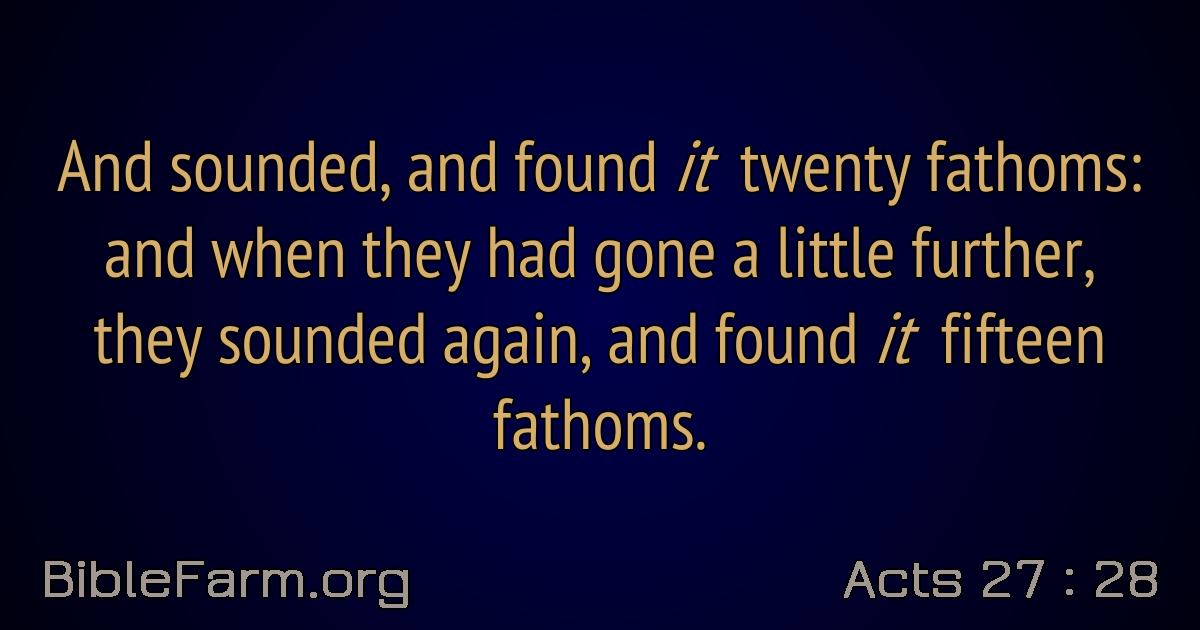 And sounded, and found it twenty fathoms:
and when they had gone a little further,
they sounded again, and found it fifteen
fathoms.
BibleFarm.org
Acts 27 : 28